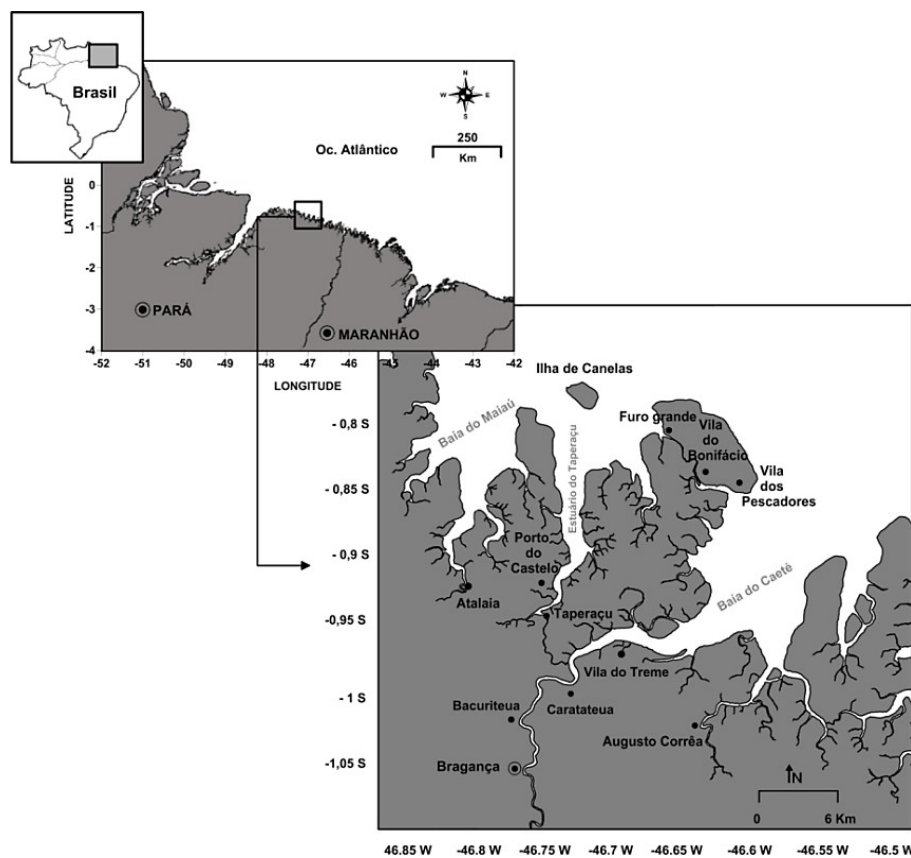 Brasil
N
W
E
S
250
Km
Oc. Atlântico
LATITUDE
0
-1
-2
-3
-4
PARÁ
MARANHÃO
-52
-51
-50
-49
-48
-47
-46
-45
-44
-43
-42
LONGITUDE
Ilha de Canelas
Furo grande
Vila
do
Bonifácio
Vila
dos
Pescadores
Baía do Maiaú
Estuário do Taperaçu
Porto
do
Castelo
Atalaia
Taperaçu
Baía do Caeté
Vila do Treme
Bacuriteua
Caratateua
Augusto Corrêa
Bragança
N
0
6 Km
- 0,8 S
-0,85 S
-0,9 S
-0,95 S
-1 S
-1,05 S
46.85 W
-46.8 W
-46.75 W
-46.7 W
-46.65 W
-46.6 W
-46.55 W
-46.5 W